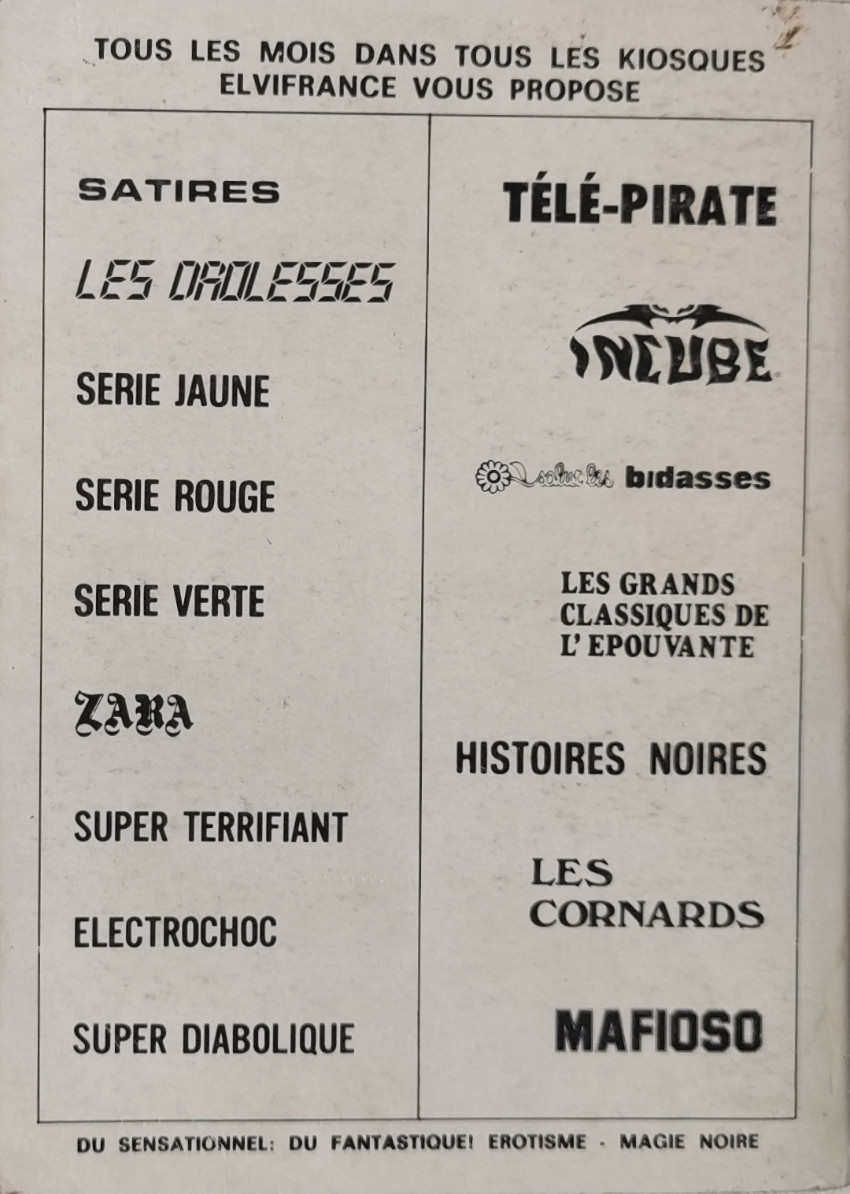 TOUS LES MOIS DANS TOUS LES KIOSQUES
ELVIFRANCE VOUS PROPOSE
SATIRES
LES DROLESSES
SERIE JAUNE
SERIE ROUGE
SERIE VERTE
ZARA
SUPER TERRIFIANT
ELECTROCHOC
SUPER DIABOLIQUE
TÉLÉ-PIRATE
INCUBE
salut les bidasses
LES GRANDS
CLASSIQUES DE
L' EPOUVANTE
HISTOIRES NOIRES
LES
CORNARDS
MAFIOSO
DU SENSATIONNEL: DU FANTASTIQUE! EROTISME - MAGIE NOIRE